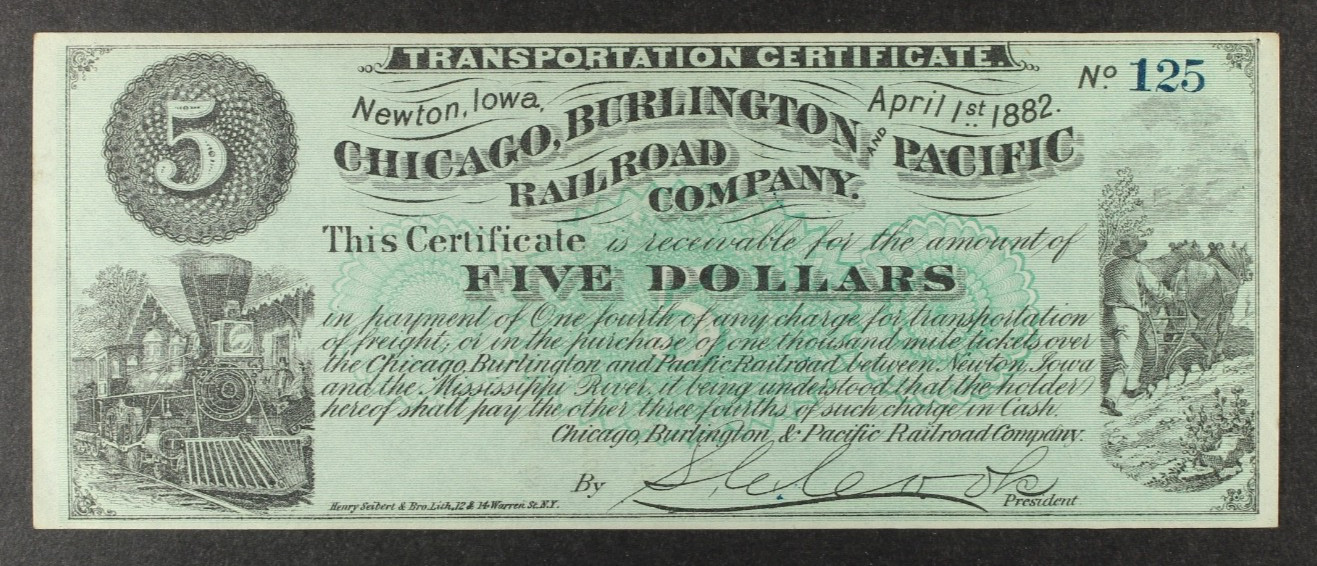 TRANSPORTATION CERTIFICATE.
No. 125
5
Newton, Iowa, April 1st 1882.
CHICAGO, BURLINGTON AND PACIFIC
RAILROAD COMPANY.
This Certificate is receivable for the amount of
FIVE DOLLARS
in payment of One fourth of any charge for transportation
of freight, or in the purchase of one thousand mile tickets over
the Chicago, Burlington and Pacific Railroad between Newton, Iowa
and the Mississippi River, it being understood that the holder
hereof shall pay the other three fourths of such charge in Cash.
Chicago, Burlington, & Pacific Railroad Company.
By President
Henry Seibert & Bro. Lith. 12 & 14 Warren St. N.Y.